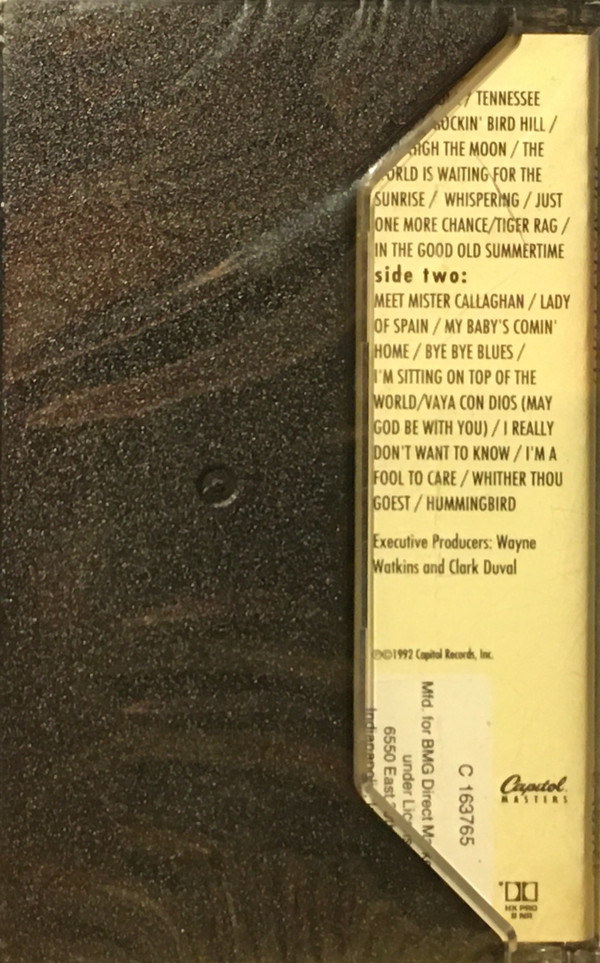 / TENNESSEE
ROCKIN' BIRD HILL /
HIGH THE MOON / THE
WORLD IS WAITING FOR THE
SUNRISE / WHISPERING / JUST
ONE MORE CHANCE/TIGER RAG /
IN THE GOOD OLD SUMMERTIME
side two:
MEET MISTER CALLAGHAN / LADY
OF SPAIN / MY BABY'S COMIN'
HOME / BYE BYE BLUES /
I'M SITTING ON TOP OF THE
WORLD/VAYA CON DIOS (MAY
GOD BE WITH YOU) / I REALLY
DON'T WANT TO KNOW / I'M A
FOOL TO CARE / WHITHER THOU
GOEST / HUMMINGBIRD
Executive Producers: Wayne
Watkins and Clark Duval
℗©1992 Capitol Records, Inc.
C 163765
Mfd. for BMG Direct
under
6550 East
Capitol
MASTERS
HX PRO
B NR